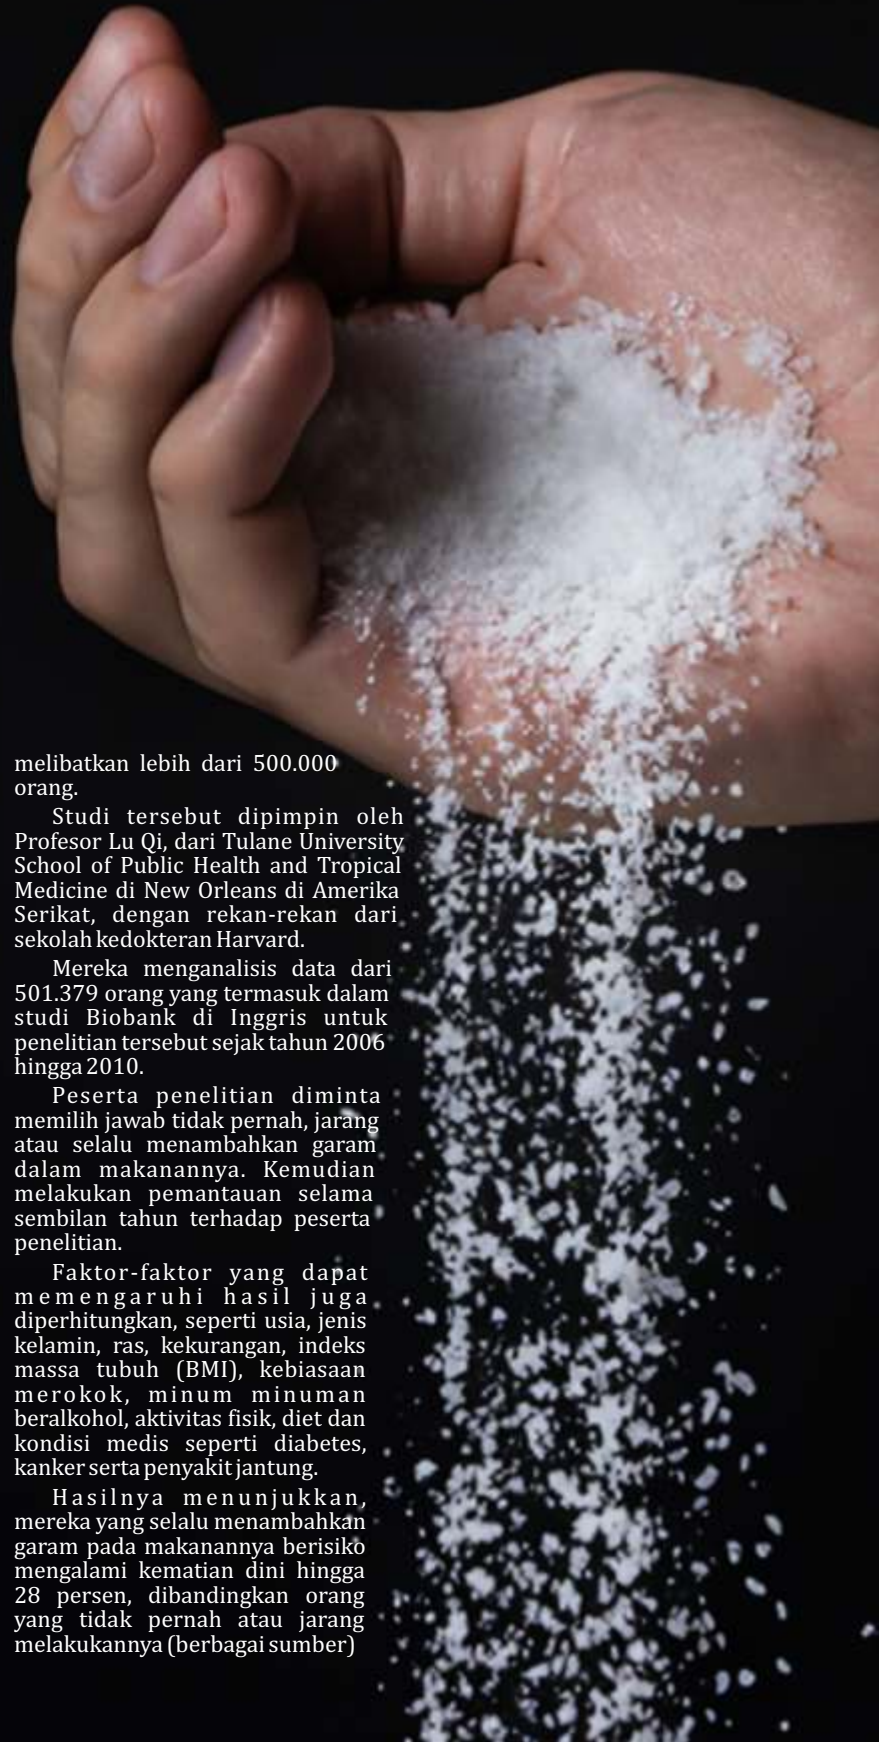 melibatkan lebih dari 500.000
orang.
Studi tersebut dipimpin oleh
Profesor Lu Qi, dari Tulane University
School of Public Health and Tropical
Medicine di New Orleans di Amerika
Serikat, dengan rekan-rekan dari
sekolah kedokteran Harvard.
Mereka menganalisis data dari
501.379 orang yang termasuk dalam
studi Biobank di Inggris untuk
penelitian tersebut sejak tahun 2006
hingga 2010.
Peserta penelitian diminta
memilih jawab tidak pernah, jarang
atau selalu menambahkan garam
dalam makanannya. Kemudian
melakukan pemantauan selama
sembilan tahun terhadap peserta
penelitian.
Faktor-faktor yang dapat
memengaruhi hasil juga
diperhitungkan, seperti usia, jenis
kelamin, ras, kekurangan, indeks
massa tubuh (BMI), kebiasaan
merokok, minum minuman
beralkohol, aktivitas fisik, diet dan
kondisi medis seperti diabetes,
kanker serta penyakit jantung.
Hasilnya menunjukkan,
mereka yang selalu menambahkan
garam pada makanannya berisiko
mengalami kematian dini hingga
28 persen, dibandingkan orang
yang tidak pernah atau jarang
melakukannya (berbagai sumber)